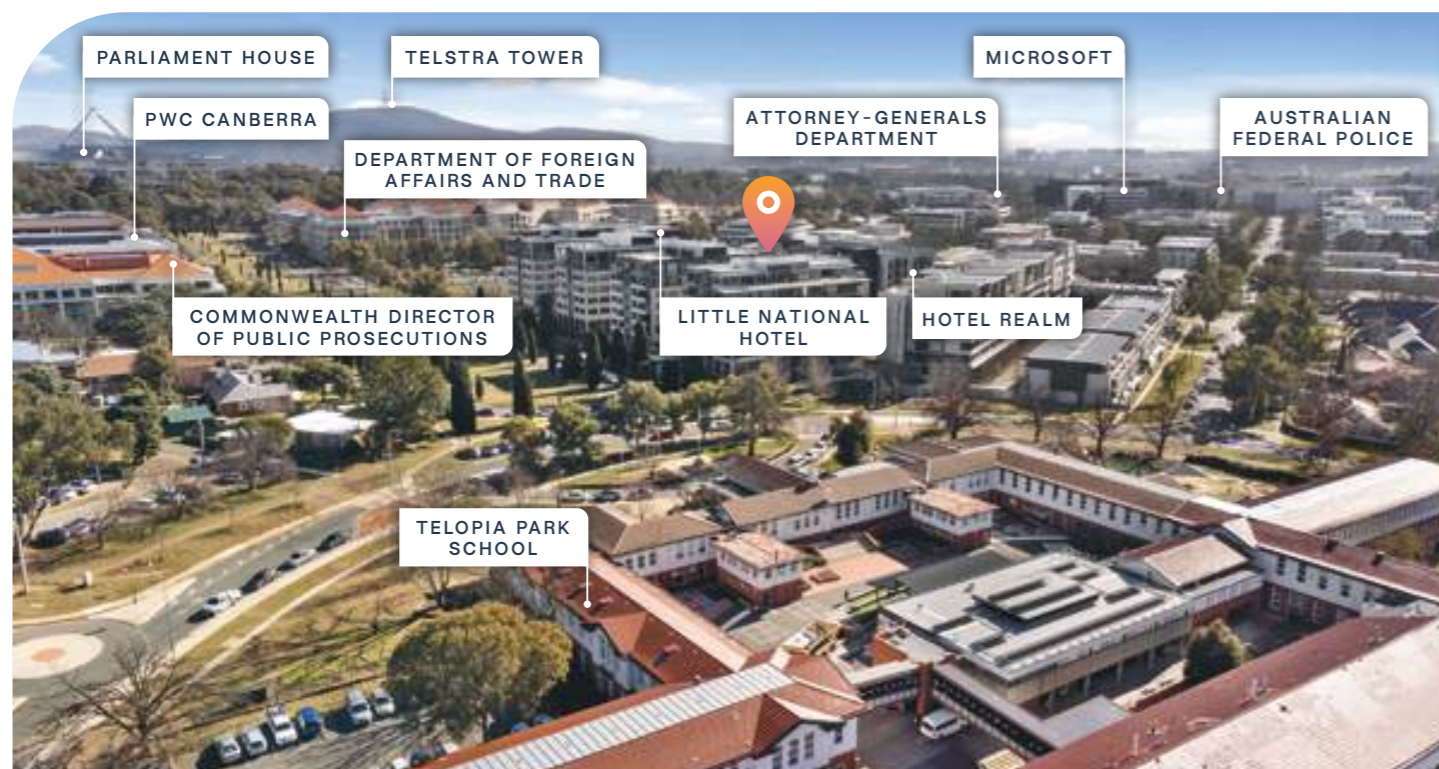 PARLIAMENT HOUSE
TELSTRA TOWER
MICROSOFT
PWC CANBERRA
ATTORNEY-GENERALS
DEPARTMENT
AUSTRALIAN
FEDERAL POLICE
DEPARTMENT OF FOREIGN
AFFAIRS AND TRADE
COMMONWEALTH DIRECTOR
OF PUBLIC PROSECUTIONS
LITTLE NATIONAL
HOTEL
HOTEL REALM
TELOPIA PARK
SCHOOL